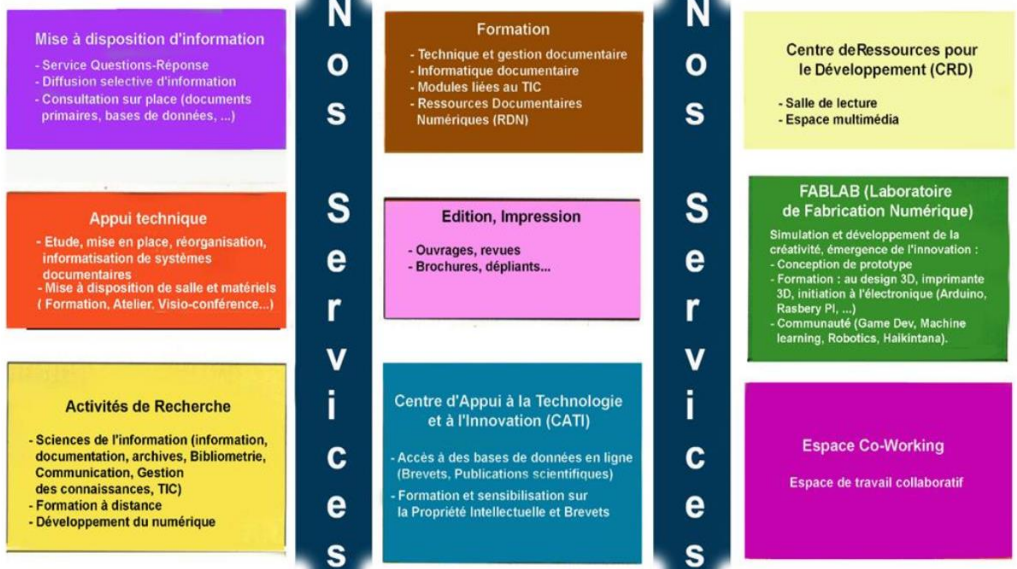 Mise à disposition d'information
- Service Questions-Réponse
- Diffusion selective d'information
- Consultation sur place (documents
primaires, bases de données, ...)
Appui technique
- Etude, mise en place, réorganisation,
informatisation de systèmes
documentaires
- Mise à disposition de salle et matériels
( Formation, Atelier. Visio-conférence...)
Activités de Recherche
- Sciences de l'information (information,
documentation, archives, Bibliometrie,
Communication, Gestion
des connaissances, TIC)
- Formation à distance
- Développement du numérique
Nos Services
Formation
- Technique et gestion documentaire
- Informatique documentaire
- Modules liées au TIC
- Ressources Documentaires
Numériques (RDN)
Edition, Impression
- Ouvrages, revues
- Brochures, dépliants...
Centre d'Appui à la Technologie
et à l'Innovation (CATI)
- Accès à des bases de données en ligne
(Brevets, Publications scientifiques)
- Formation et sensibilisation sur
la Propriété Intellectuelle et Brevets
Nos Services
Centre deRessources pour
le Développement (CRD)
- Salle de lecture
- Espace multimédia
FABLAB (Laboratoire
de Fabrication Numérique)
Simulation et développement de la
créativité, émergence de l'innovation :
- Conception de prototype
- Formation : au design 3D, imprimante
3D, initiation à l'électronique (Arduino,
Rasbery PI, ...)
- Communauté (Game Dev, Machine
learning, Robotics, Haikintana).
Espace Co-Working
Espace de travail collaboratif